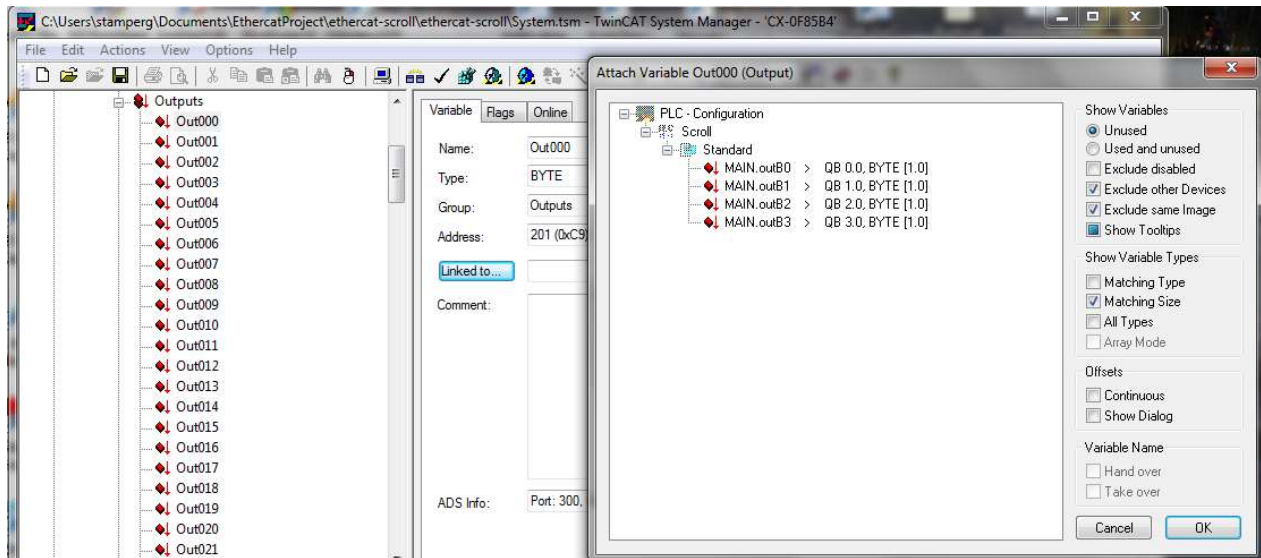 C:\Users\stamperg\Documents\EthercatProject\ethercat-scroll\ethercat-scroll\System.tsm - TwinCAT System Manager - 'CX-0F85B4'
File Edit Actions View Options Help
Outputs
Out000
Out001
Out002
Out003
Out004
Out005
Out006
Out007
Out008
Out009
Out010
Out011
Out012
Out013
Out014
Out015
Out016
Out017
Out018
Out019
Out020
Out021
Variable Flags Online
Name: Out000
Type: BYTE
Group: Outputs
Address: 201 (0xC9)
Linked to...
Comment:
ADS Info: Port: 300,
Attach Variable Out000 (Output)
PLC - Configuration
Scroll
Standard
MAIN.outB0 > QB 0.0, BYTE [1.0]
MAIN.outB1 > QB 1.0, BYTE [1.0]
MAIN.outB2 > QB 2.0, BYTE [1.0]
MAIN.outB3 > QB 3.0, BYTE [1.0]
Show Variables
Unused
Used and unused
Exclude disabled
Exclude other Devices
Exclude same Image
Show Tooltips
Show Variable Types
Matching Type
Matching Size
All Types
Array Mode
Offsets
Continuous
Show Dialog
Variable Name
Hand over
Take over
Cancel OK